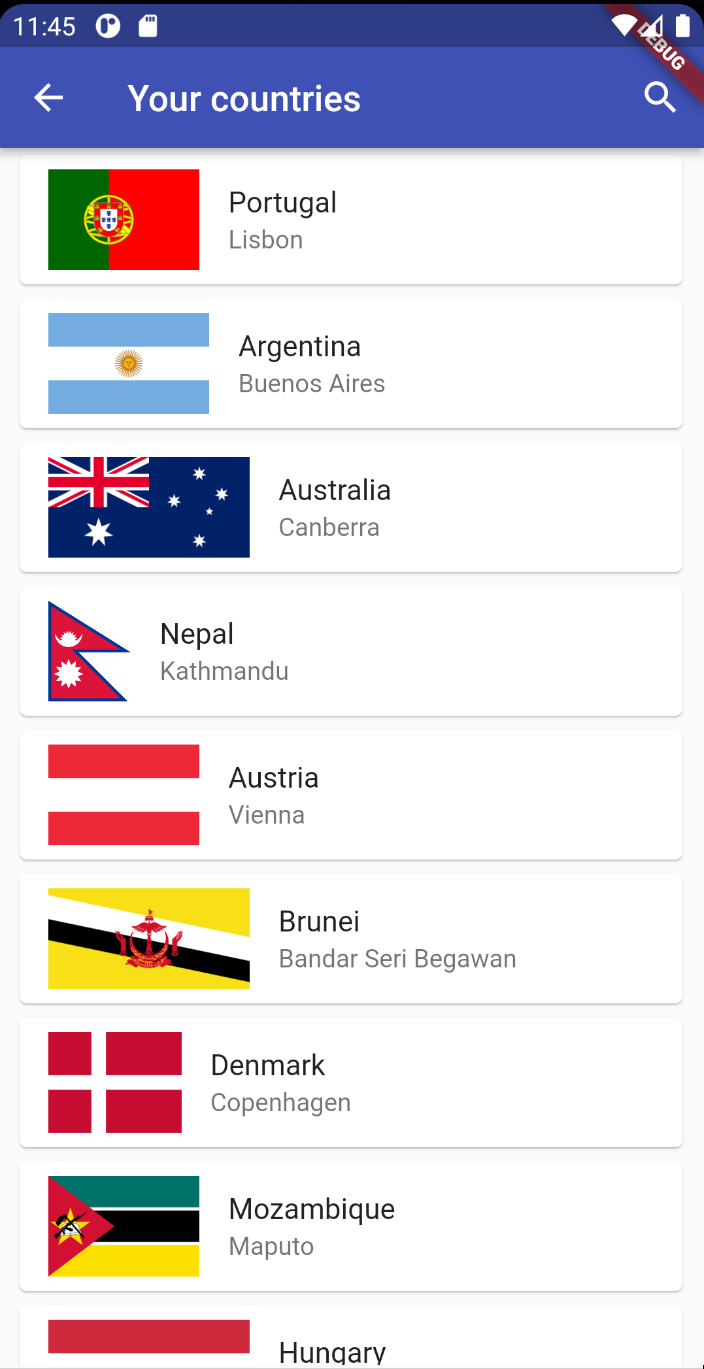 11:45
DEBUG
Your countries
Portugal
Lisbon
Argentina
Buenos Aires
Australia
Canberra
Nepal
Kathmandu
Austria
Vienna
Brunei
Bandar Seri Begawan
Denmark
Copenhagen
Mozambique
Maputo
Hungary